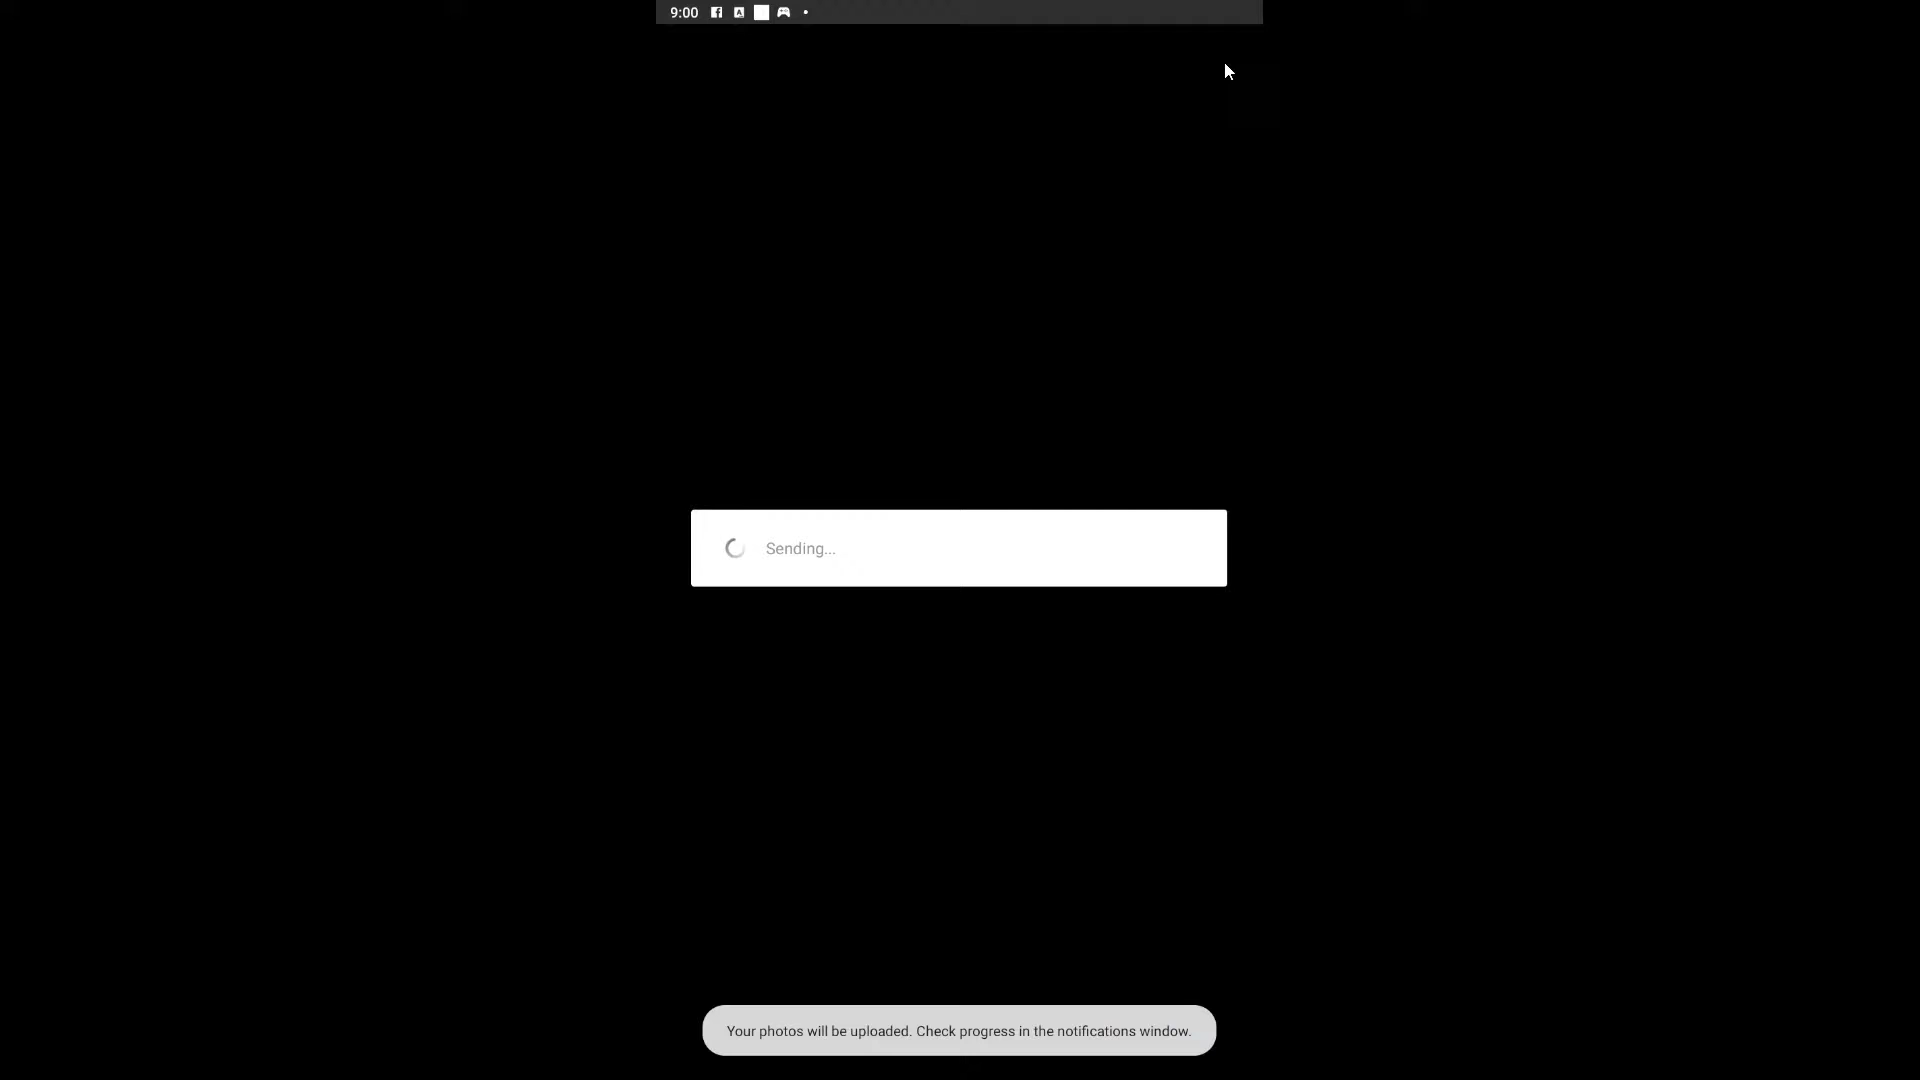 9:00
Sending...
Your photos will be uploaded. Check progress in the notifications window.